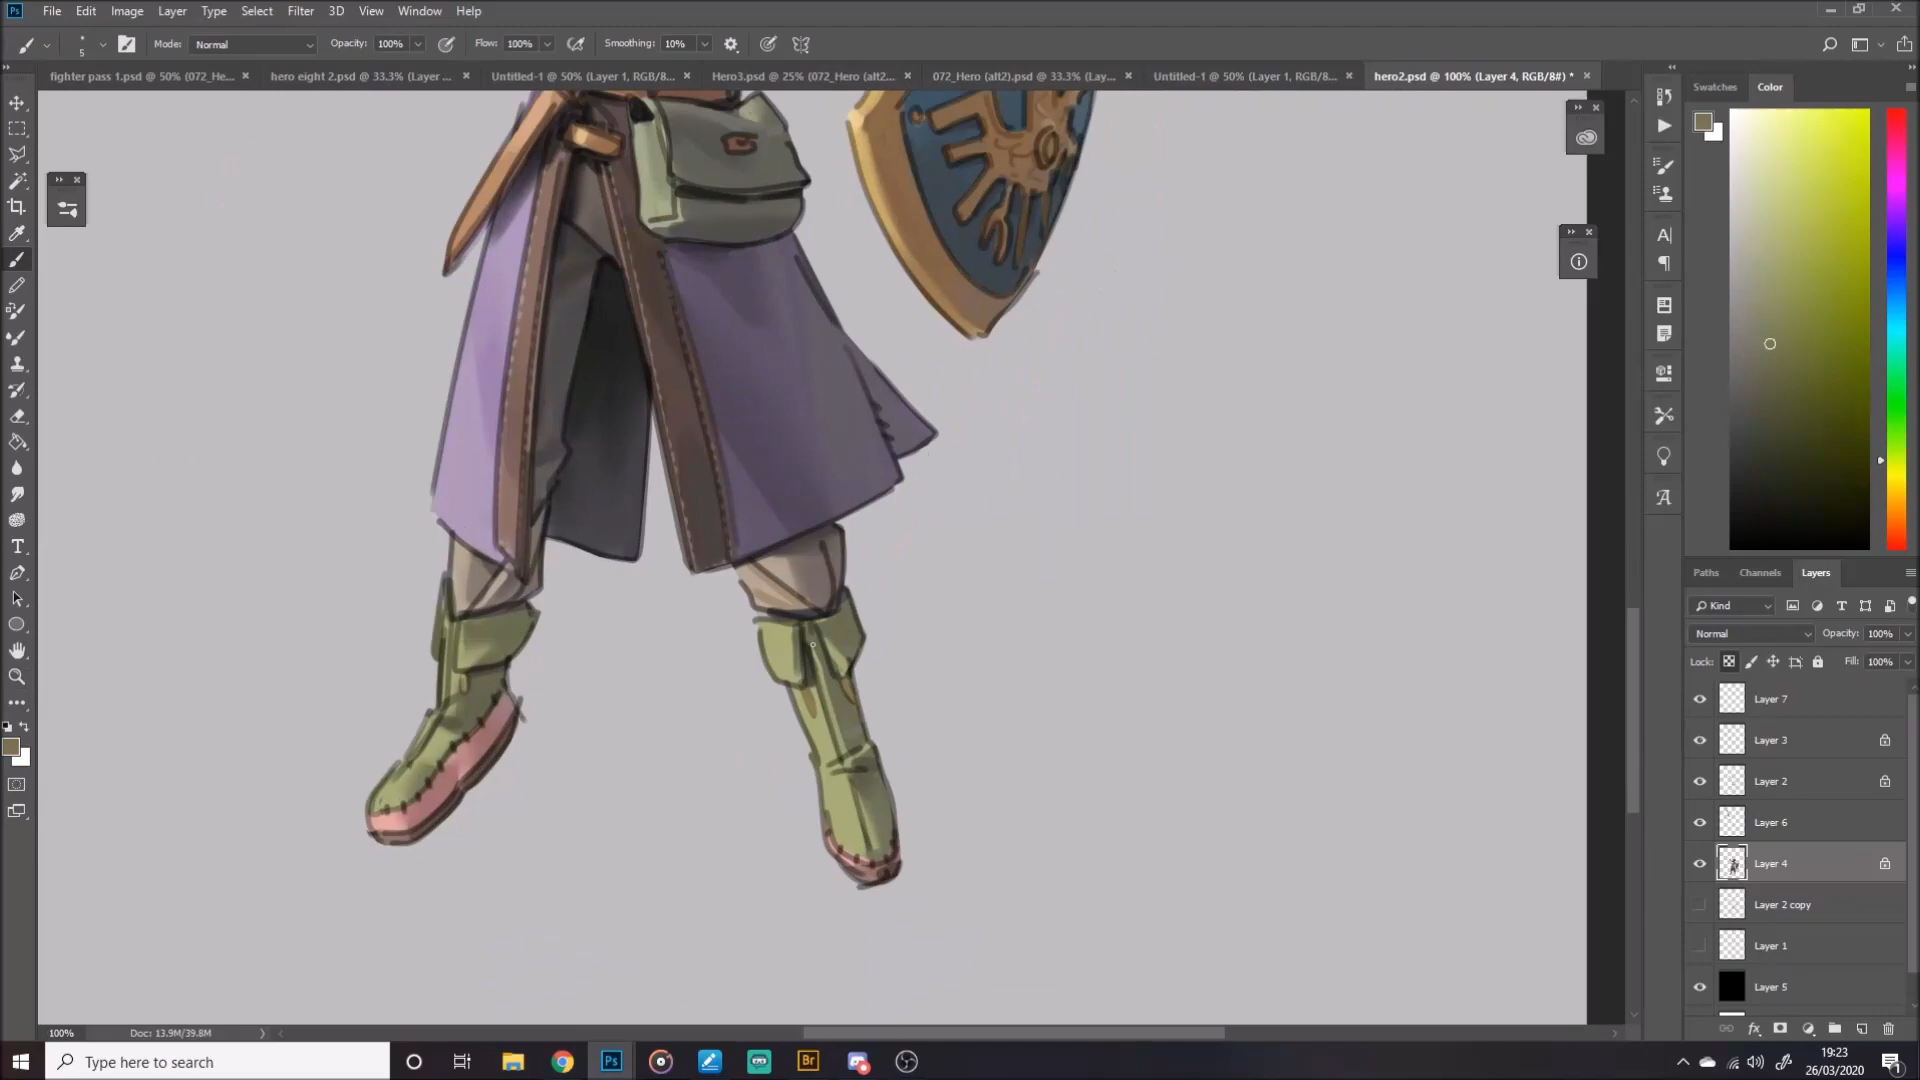 Ps File Edit Image Layer Type Select Filter 3D View Window Help
5 Mode: Normal Opacity: 100% Flow: 100% Smoothing: 10%
fighter pass 1.psd @ 50% (072_He... hero eight 2.psd @ 33.3% (Layer ... Untitled-1 @ 50% (Layer 1, RGB/8... Hero3.psd @ 25% (072_Hero (alt2... 072_Hero (alt2).psd @ 33.3% (Lay... Untitled-1 @ 50% (Layer 1, RGB/8... hero2.psd @ 100% (Layer 4, RGB/8#) *
Swatches Color
Paths Channels Layers
Kind
Normal Opacity: 100%
Lock: Fill: 100%
Layer 7
Layer 3
Layer 2
Layer 6
Layer 4
Layer 2 copy
Layer 1
Layer 5
100% Doc: 13.9M/39.8M
Type here to search Ps Br 19:23
26/03/2020
1